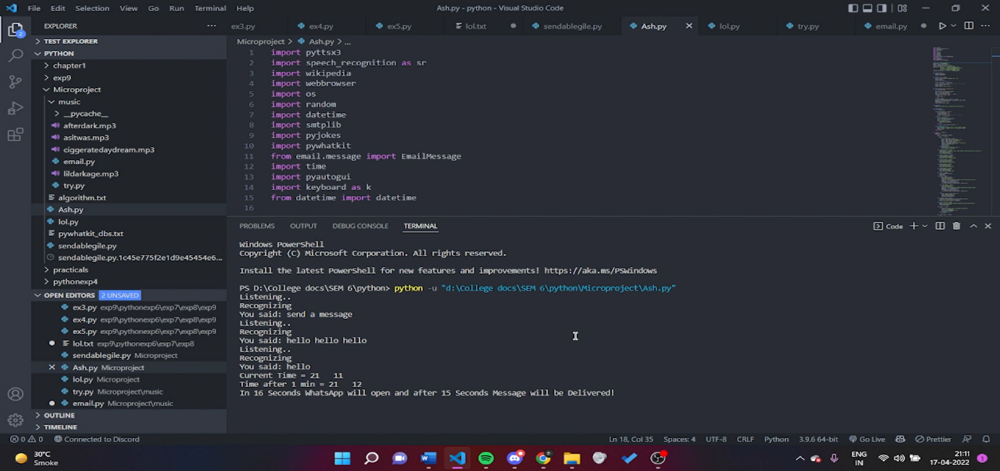 File Edit Selection View Go Run Terminal Help
Ash.py - python - Visual Studio Code
EXPLORER
TEST EXPLORER
PYTHON
chapter1
exp9
Microproject
music
__pycache__
afterdark.mp3
asitwas.mp3
ciggeratedaydream.mp3
email.py
lildarkage.mp3
try.py
algorithm.txt
Ash.py
lol.py
pywhatkit_dbs.txt
sendablegile.py
sendablegile.py.1c45e775f2e1d9e45454e6...
practicals
pythonexp4
OPEN EDITORS 2 UNSAVED
ex3.py exp9\pythonexp6\exp7\exp8\exp9
ex4.py exp9\pythonexp6\exp7\exp8\exp9
ex5.py exp9\pythonexp6\exp7\exp8\exp9
lol.txt exp9\pythonexp6\exp7\exp8
sendablegile.py Microproject
Ash.py Microproject
lol.py Microproject
try.py Microproject\music
email.py Microproject\music
OUTLINE
TIMELINE
ex3.py ex4.py ex5.py lol.txt sendablegile.py Ash.py lol.py try.py email.py
Microproject > Ash.py > ...
1 import pyttsx3
2 import speech_recognition as sr
3 import wikipedia
4 import webbrowser
5 import os
6 import random
7 import datetime
8 import smtplib
9 import pyjokes
10 import pywhatkit
11 from email.message import EmailMessage
12 import time
13 import pyautogui
14 import keyboard as k
15 from datetime import datetime
16
PROBLEMS OUTPUT DEBUG CONSOLE TERMINAL
Code
Windows PowerShell
Copyright (C) Microsoft Corporation. All rights reserved.
Install the latest PowerShell for new features and improvements! https://aka.ms/PSWindows
PS D:\College docs\SEM 6\python> python -u "d:\College docs\SEM 6\python\Microproject\Ash.py"
Listening..
Recognizing
You said: send a message
Listening..
Recognizing
You said: hello hello hello
Listening..
Recognizing
You said: hello
Current Time = 21 11
Time after 1 min = 21 12
In 16 Seconds WhatsApp will open and after 15 Seconds Message will be Delivered!
0 0 Connected to Discord
Ln 18, Col 35 Spaces: 4 UTF-8 CRLF Python 3.9.6 64-bit Go Live Prettier
30°C
Smoke
ENG
IN
21:11
17-04-2022
1